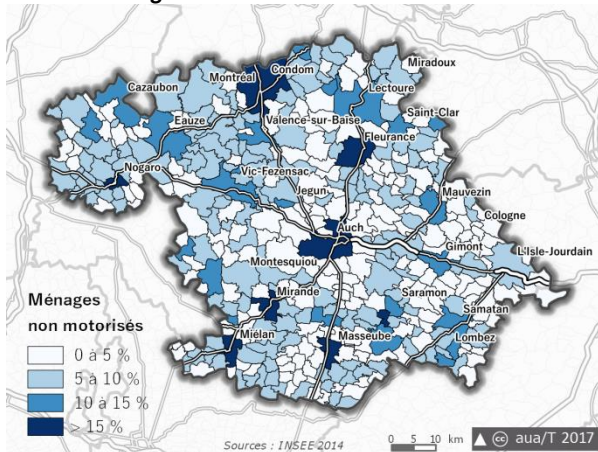 Miradoux
Condom
Montréal
Cazaubon
Lectoure
Saint-Clar
Eauze
Valence-sur-Baise
Fleurance
Nogaro
Vic-Fezensac
Jegun
Mauvezin
Cologne
Auch
Gimont
L'Isle-Jourdain
Montesquiou
Mirande
Saramon
Samatan
Miélan
Masseube
Lombez
Ménages
non motorisés
0 à 5 %
5 à 10 %
10 à 15 %
> 15 %
Sources : INSEE 2014
0 5 10 km
cc aua/T 2017